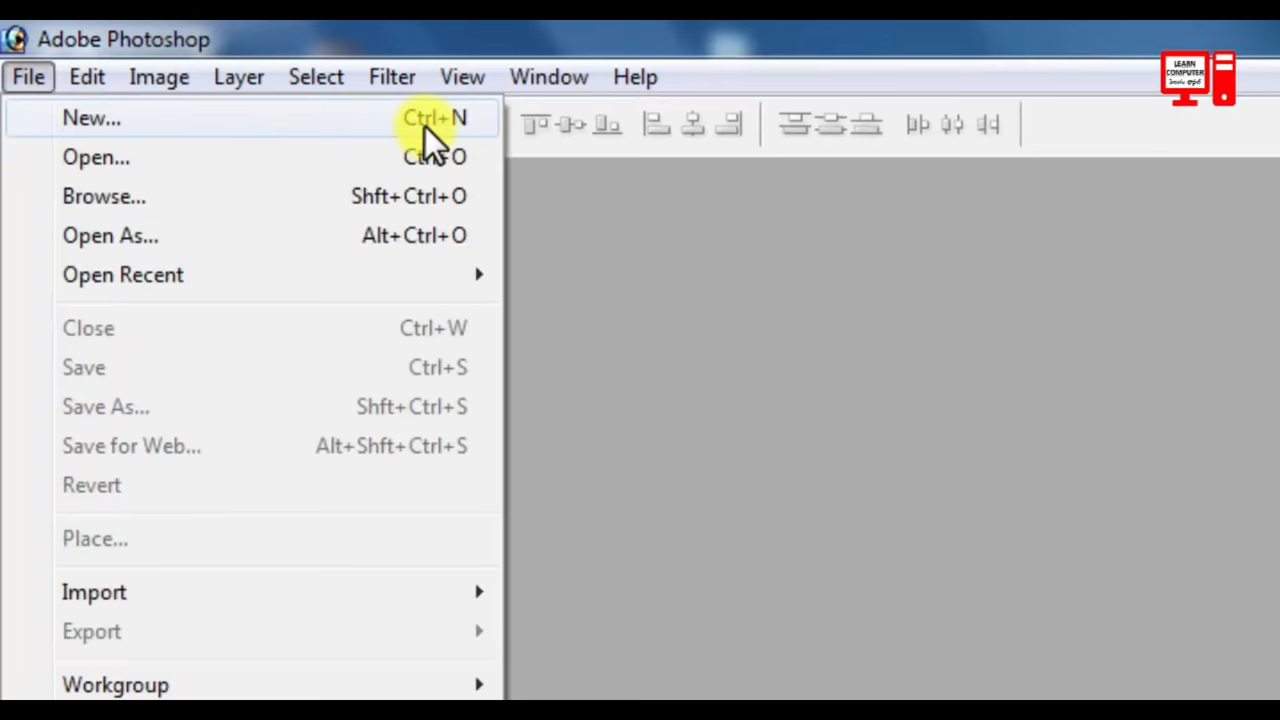 Adobe Photoshop
File Edit Image Layer Select Filter View Window Help
LEARN
COMPUTER
New... Ctrl+N
Open... Ctrl+O
Browse... Shft+Ctrl+O
Open As... Alt+Ctrl+O
Open Recent
Close Ctrl+W
Save Ctrl+S
Save As... Shft+Ctrl+S
Save for Web... Alt+Shft+Ctrl+S
Revert
Place...
Import
Export
Workgroup